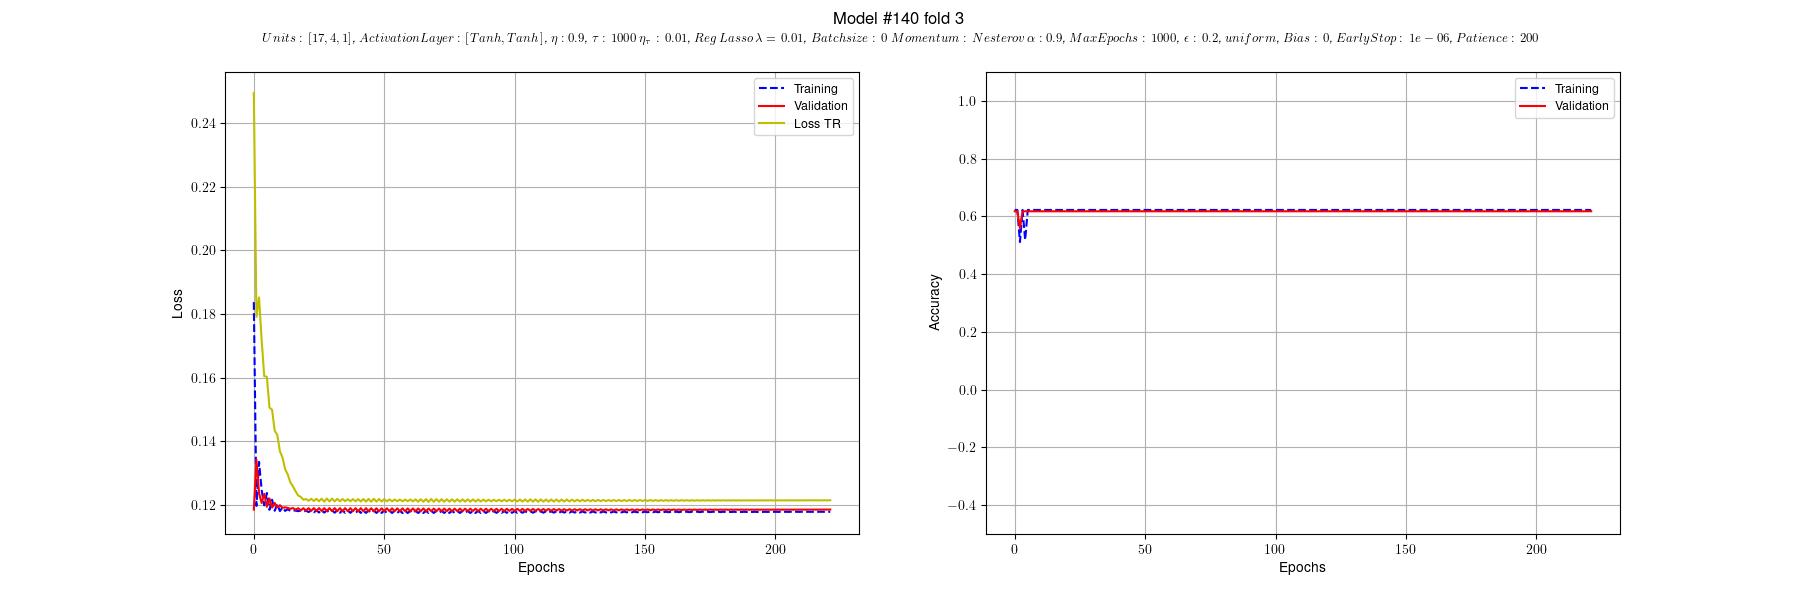 Model #140 fold 3
Units : [17, 4, 1], ActivationLayer : [Tanh, Tanh], η : 0.9, τ : 1000 η_τ : 0.01, Reg Lasso λ = 0.01, Batchsize : 0 Momentum : Nesterov α : 0.9, MaxEpochs : 1000, ϵ : 0.2, uniform, Bias : 0, EarlyStop : 1e − 06, Patience : 200
Training
Validation
Loss TR
0.24
0.22
0.20
0.18
0.16
0.14
0.12
Loss
0 50 100 150 200
Epochs
Training
Validation
1.0
0.8
0.6
0.4
0.2
0.0
−0.2
−0.4
Accuracy
0 50 100 150 200
Epochs